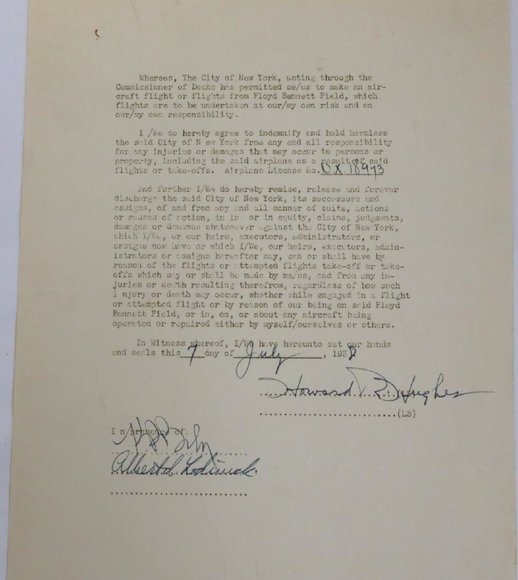 Whereas, The City of New York, acting through the
Commissioner of Docks has permitted me/us to make an air-
craft flight or flights from Floyd Bennett Field, which
flights are to be undertaken at our/my own risk and on
our/my own responsibility.
I /We do hereby agree to indemnify and hold harmless
the said City of New York from any and all responsibility
for any injuries or damages that may occur to persons or
property, including the said airplane as a result of said
flights or take-offs. Airplane License No. NX 18973
And further I/We do hereby remise, release and forever
discharge the said City of New York, its successors and
assigns, of and from any and all manner of suits, actions
or causes of action, in law or in equity, claims, judgments,
damages or demands whatsoever against the City of New York,
which I/We, or our heirs, executors, administrators, or
assigns now have or which I/We, our heirs, executors, admin-
istrators or assigns hereafter may, can or shall have by
reason of the flights or attempted flights take-off or take-
offs which any or shall be made by me/us, and from any in-
juries or death resulting therefrom, regardless of how such
injury or death may occur, whether while engaged in a flight
or attempted flight or by reason of our being on said Floyd
Bennett Field, or in, on, or about any aircraft being
operated or repaired either by myself/ourselves or others.
In Witness whereof, I/We have hereunto set our hands
and seals this 7 day of July, 1938
Howard R. Hughes
(LS)
In presence of:
Albert Lodwick